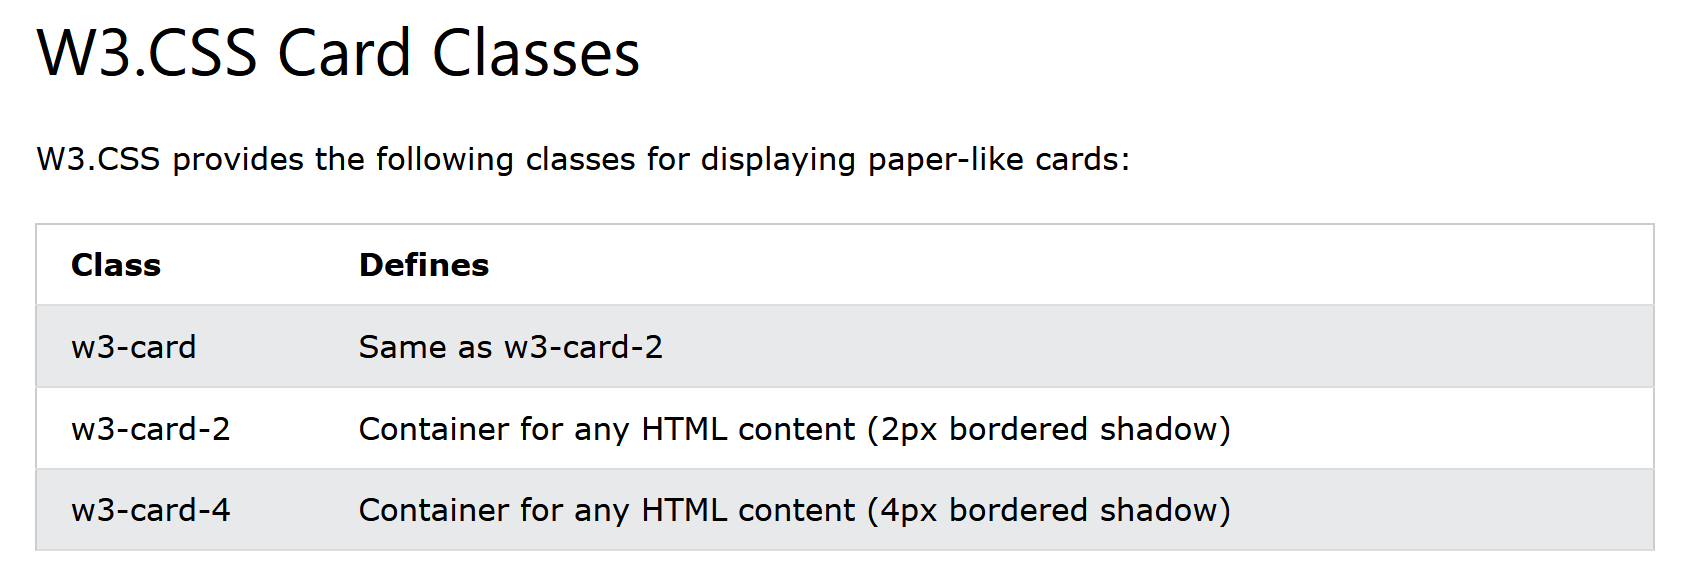 W3.CSS Card Classes
W3.CSS provides the following classes for displaying paper-like cards:
Class Defines
w3-card Same as w3-card-2
w3-card-2 Container for any HTML content (2px bordered shadow)
w3-card-4 Container for any HTML content (4px bordered shadow)